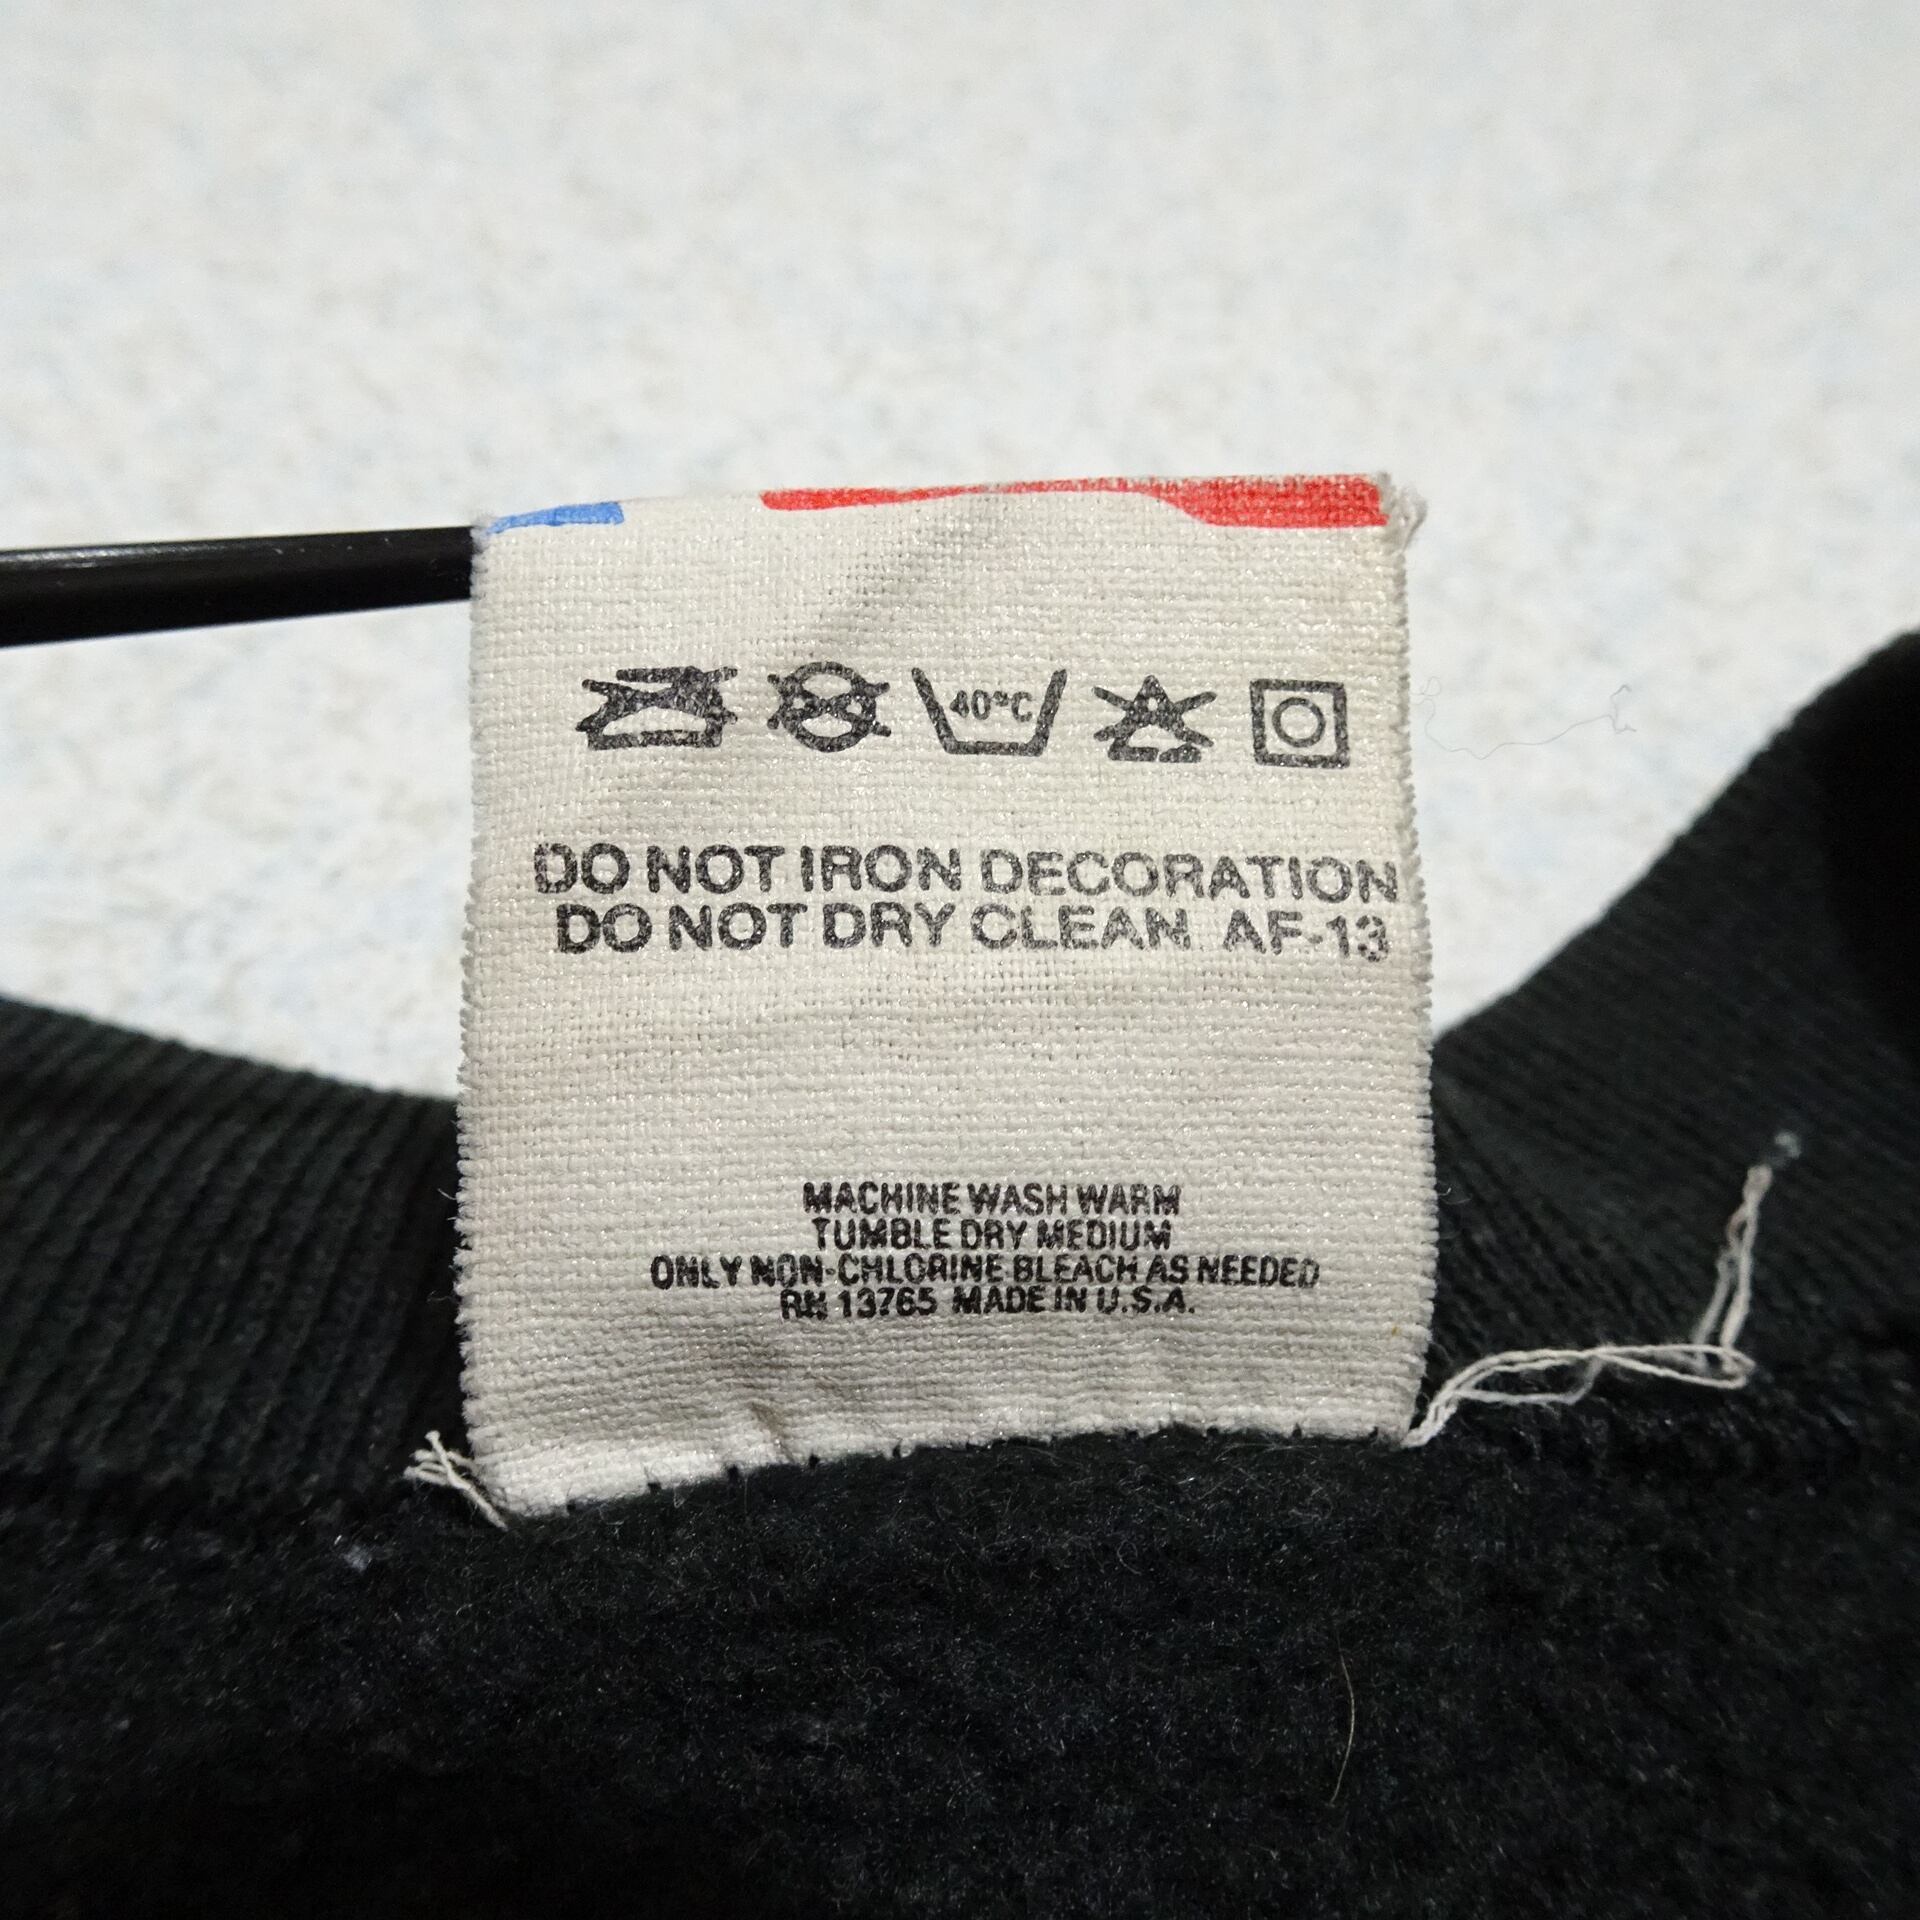 40°C
DO NOT IRON DECORATION
DO NOT DRY CLEAN. AF-13
MACHINE WASH WARM
TUMBLE DRY MEDIUM
ONLY NON-CHLORINE BLEACH AS NEEDED
RN 13765 MADE IN U.S.A.